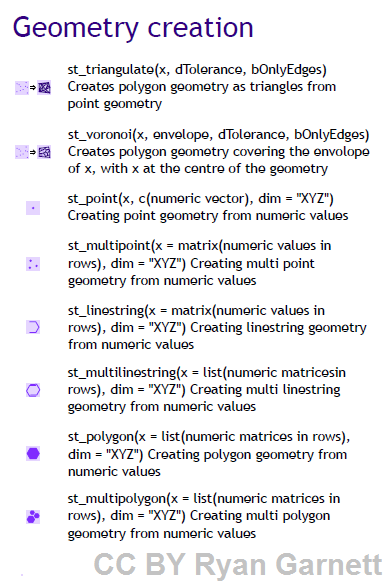 Geometry creation
st_triangulate(x, dTolerance, bOnlyEdges)
Creates polygon geometry as triangles from
point geometry
st_voronoi(x, envelope, dTolerance, bOnlyEdges)
Creates polygon geometry covering the envolope
of x, with x at the centre of the geometry
st_point(x, c(numeric vector), dim = "XYZ")
Creating point geometry from numeric values
st_multipoint(x = matrix(numeric values in
rows), dim = "XYZ") Creating multi point
geometry from numeric values
st_linestring(x = matrix(numeric values in
rows), dim = "XYZ") Creating linestring geometry
from numeric values
st_multilinestring(x = list(numeric matricesin
rows), dim = "XYZ") Creating multi linestring
geometry from numeric values
st_polygon(x = list(numeric matrices in rows),
dim = "XYZ") Creating polygon geometry from
numeric values
st_multipolygon(x = list(numeric matrices in
rows), dim = "XYZ") Creating multi polygon
geometry from numeric values
CC BY Ryan Garnett